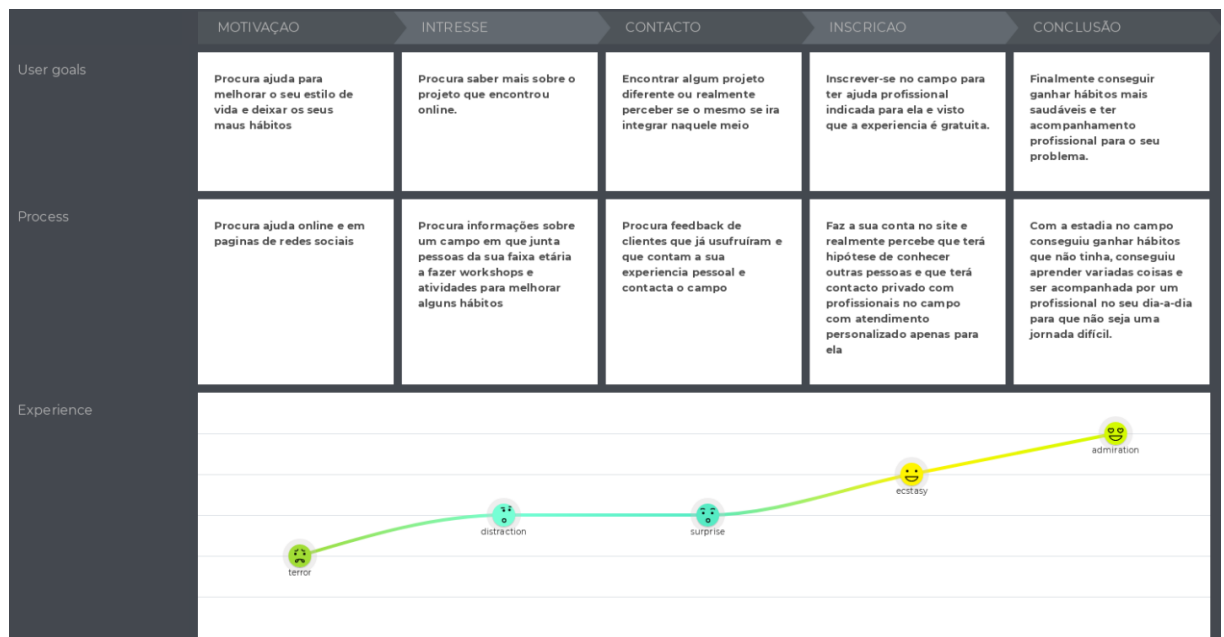 MOTIVAÇAO
INTRESSE
CONTACTO
INSCRICAO
CONCLUSÃO
User goals
Procura ajuda para
melhorar o seu estilo de
vida e deixar os seus
maus hábitos
Procura saber mais sobre o
projeto que encontrou
online.
Encontrar algum projeto
diferente ou realmente
perceber se o mesmo se ira
integrar naquele meio
Inscrever-se no campo para
ter ajuda profissional
indicada para ela e visto
que a experiencia é gratuita.
Finalmente conseguir
ganhar hábitos mais
saudáveis e ter
acompanhamento
profissional para o seu
problema.
Process
Procura ajuda online e em
paginas de redes sociais
Procura informações sobre
um campo em que junta
pessoas da sua faixa etária
a fazer workshops e
atividades para melhorar
alguns hábitos
Procura feedback de
clientes que já usufruíram e
que contam a sua
experiencia pessoal e
contacta o campo
Faz a sua conta no site e
realmente percebe que terá
hipótese de conhecer
outras pessoas e que terá
contacto privado com
profissionais no campo
com atendimento
personalizado apenas para
ela
Com a estadia no campo
conseguiu ganhar hábitos
que não tinha, conseguiu
aprender variadas coisas e
ser acompanhada por um
profissional no seu dia-a-dia
para que não seja uma
jornada difícil.
Experience
terror
distraction
surprise
ecstasy
admiration